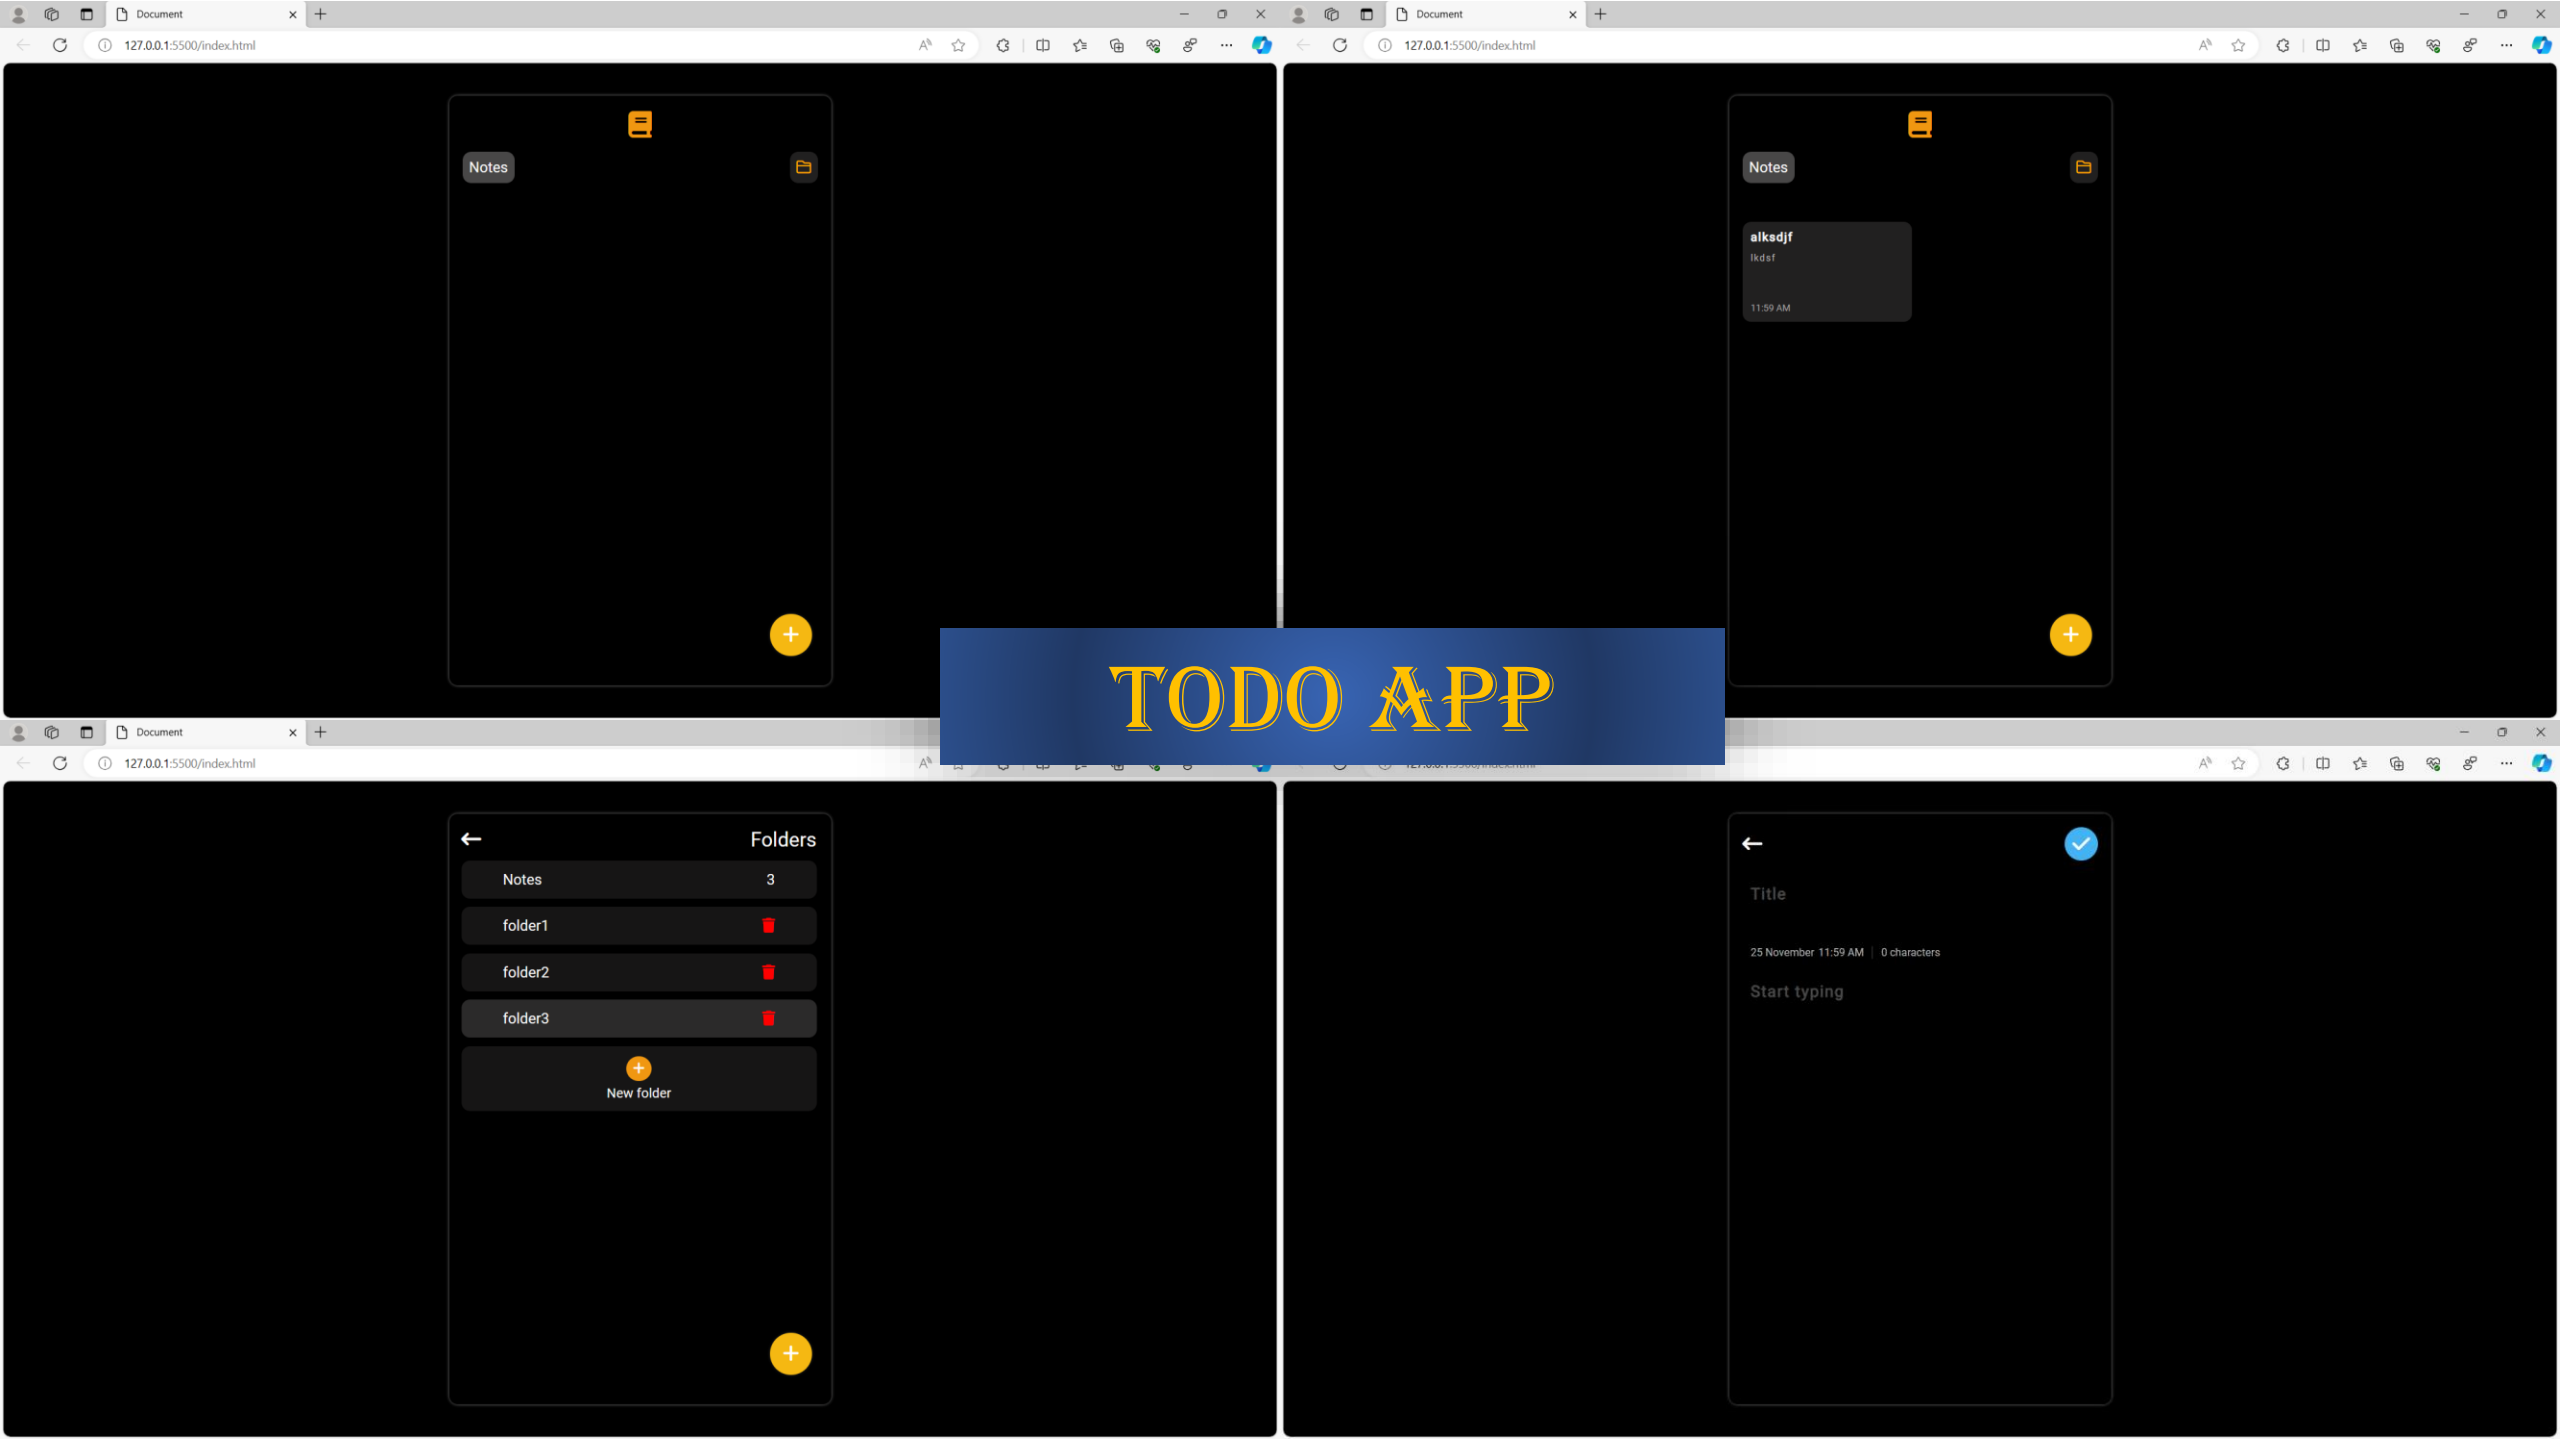 Document
127.0.0.1:5500/index.html
Notes
Document
127.0.0.1:5500/index.html
Notes
alksdjf
lkdsf
11:59 AM
TODO APP
Document
127.0.0.1:5500/index.html
Folders
Notes 3
folder1
folder2
folder3
New folder
Title
25 November 11:59 AM | 0 characters
Start typing